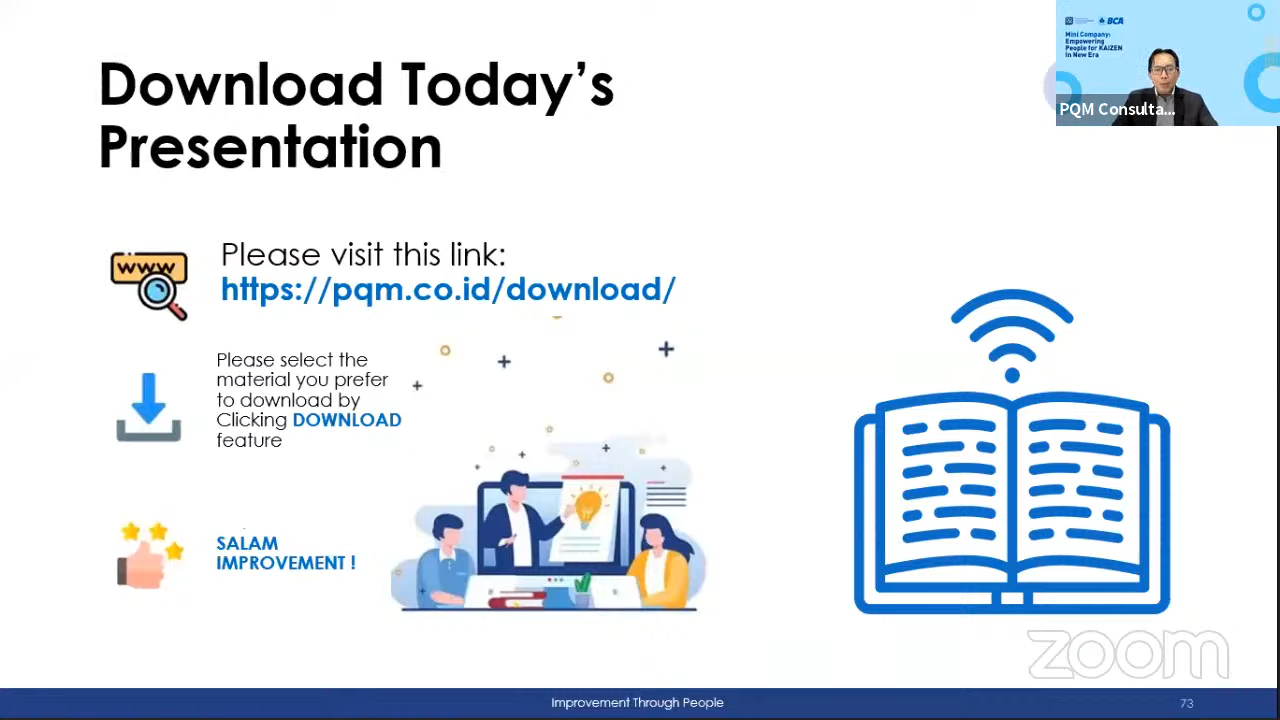 Download Today’s
Presentation
BCA
Mini Company:
Empowering
People for KAIZEN
In New Era
PQM Consulta...
www
Please visit this link:
https://pqm.co.id/download/
Please select the
material you prefer
to download by
Clicking DOWNLOAD
feature
SALAM
IMPROVEMENT !
zoom
Improvement Through People
73